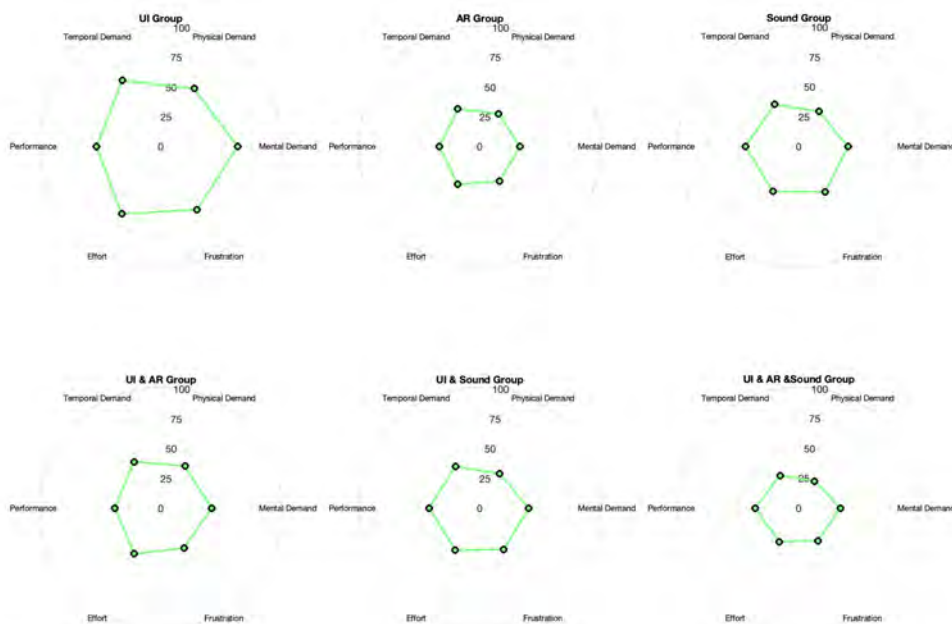 UI Group
100
Temporal Demand
Physical Demand
75
50
25
Performance
0
Mental Demand
Effort
Frustration
AR Group
100
Temporal Demand
Physical Demand
75
50
25
Performance
0
Mental Demand
Effort
Frustration
Sound Group
100
Temporal Demand
Physical Demand
75
50
25
Performance
0
Mental Demand
Effort
Frustration
UI & AR Group
100
Temporal Demand
Physical Demand
75
50
25
Performance
0
Mental Demand
Effort
Frustration
UI & Sound Group
100
Temporal Demand
Physical Demand
75
50
25
Performance
0
Mental Demand
Effort
Frustration
UI & AR &Sound Group
100
Temporal Demand
Physical Demand
75
50
25
Performance
0
Mental Demand
Effort
Frustration